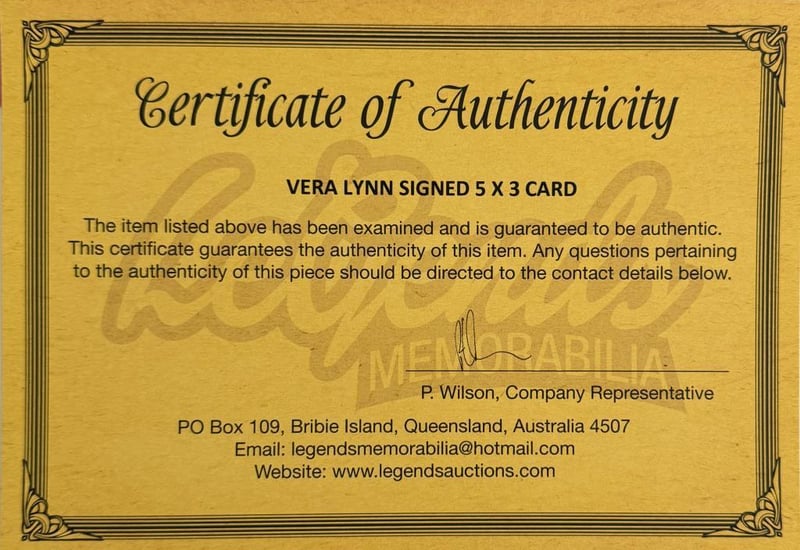 Certificate of Authenticity
VERA LYNN SIGNED 5 X 3 CARD
The item listed above has been examined and is guaranteed to be authentic.
This certificate guarantees the authenticity of this item. Any questions pertaining
to the authenticity of this piece should be directed to the contact details below.
Legends
MEMORABILIA
P. Wilson, Company Representative
PO Box 109, Bribie Island, Queensland, Australia 4507
Email: legendsmemorabilia@hotmail.com
Website: www.legendsauctions.com